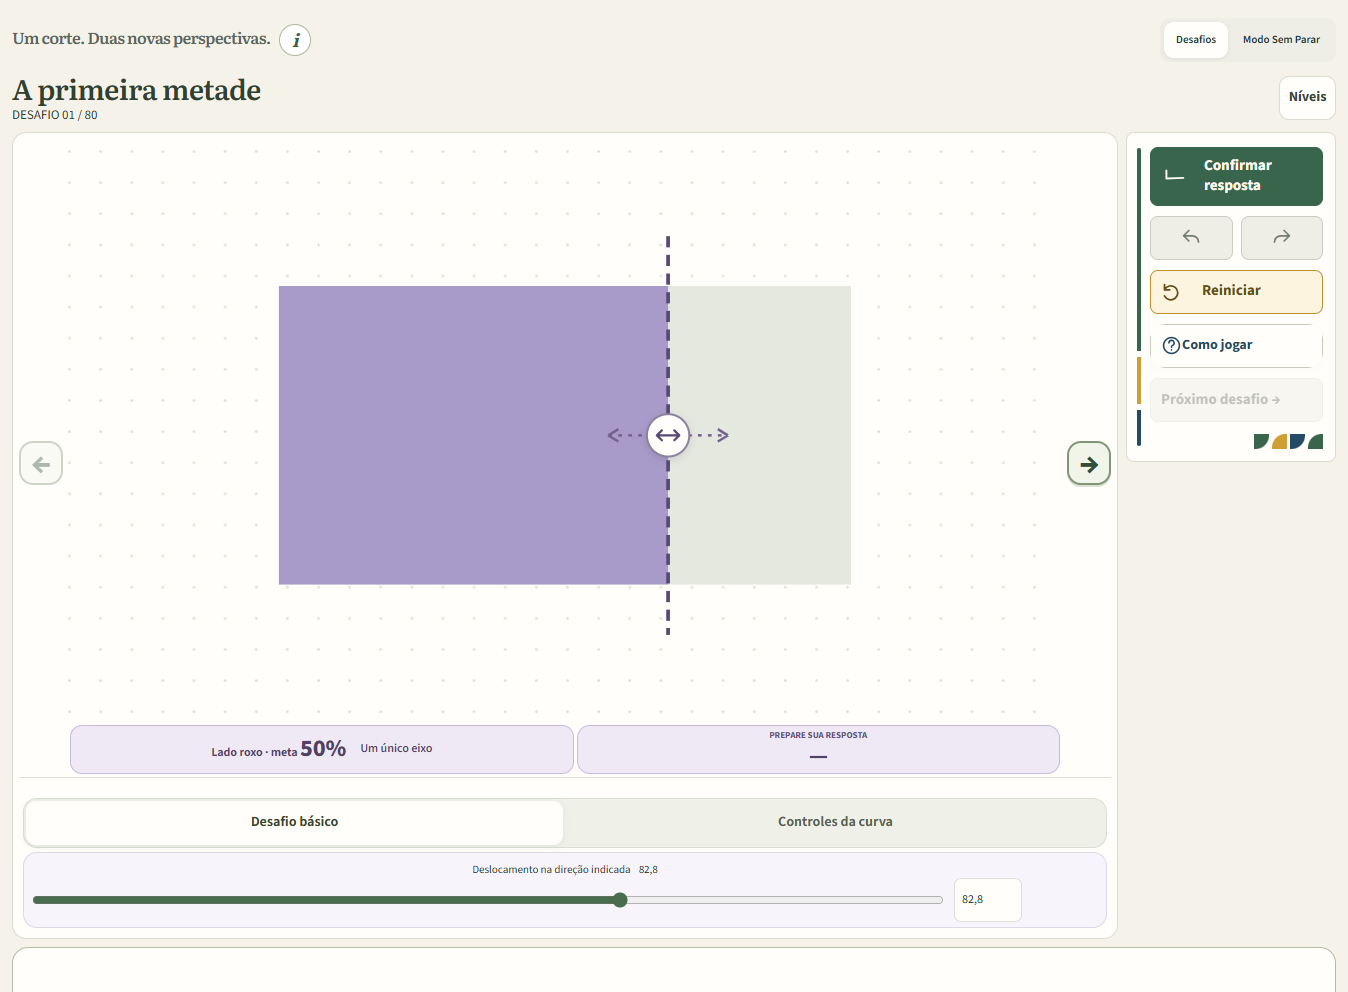 Um corte. Duas novas perspectivas.
i
Desafios
Modo Sem Parar
A primeira metade
DESAFIO 01 / 80
Níveis
Confirmar
resposta
Reiniciar
Como jogar
Próximo desafio →
Lado roxo · meta 50% Um único eixo
PREPARE SUA RESPOSTA
—
Desafio básico
Controles da curva
Deslocamento na direção indicada 82,8
82,8